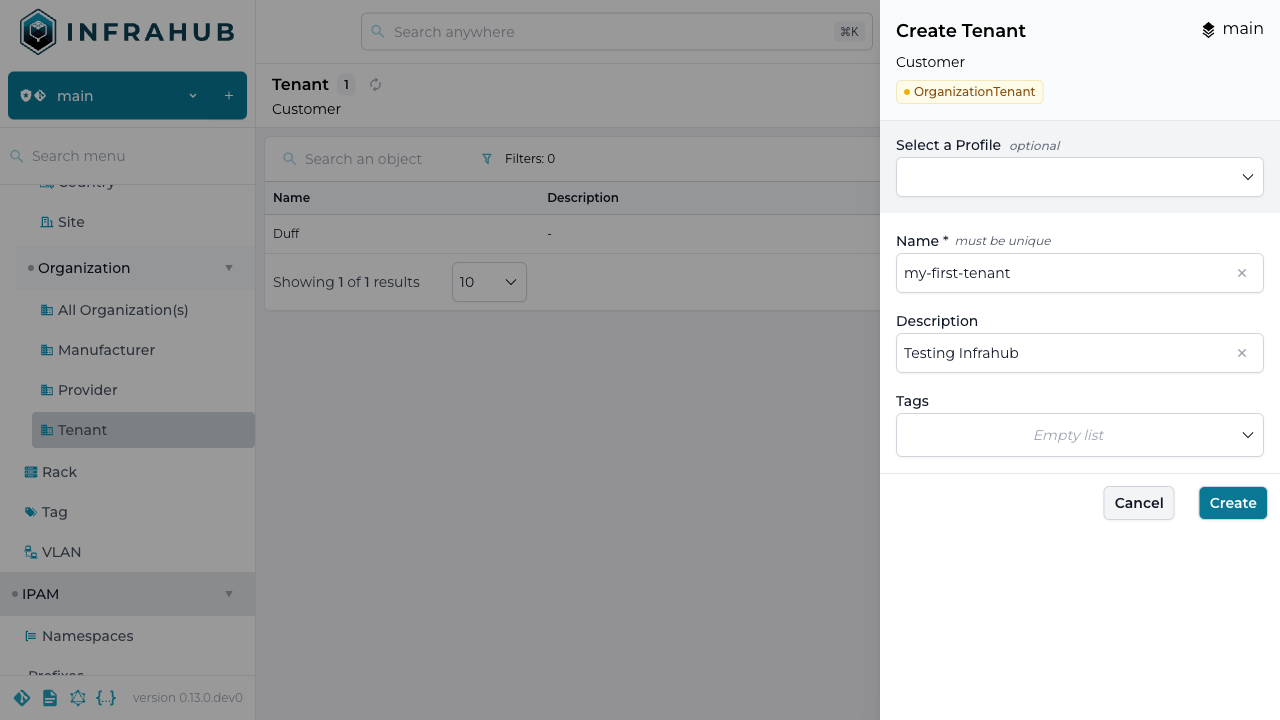 INFRAHUB
main
+
Search menu
Country
Site
Organization
All Organization(s)
Manufacturer
Provider
Tenant
Rack
Tag
VLAN
IPAM
Namespaces
Prefixes
{...}
version 0.13.0.dev0
Search anywhere
⌘K
Tenant 1
Customer
Search an object
Filters: 0
Name Description
Duff -
Showing 1 of 1 results 10
Create Tenant
main
Customer
OrganizationTenant
Select a Profile optional
Name * must be unique
my-first-tenant
Description
Testing Infrahub
Tags
Empty list
Cancel Create